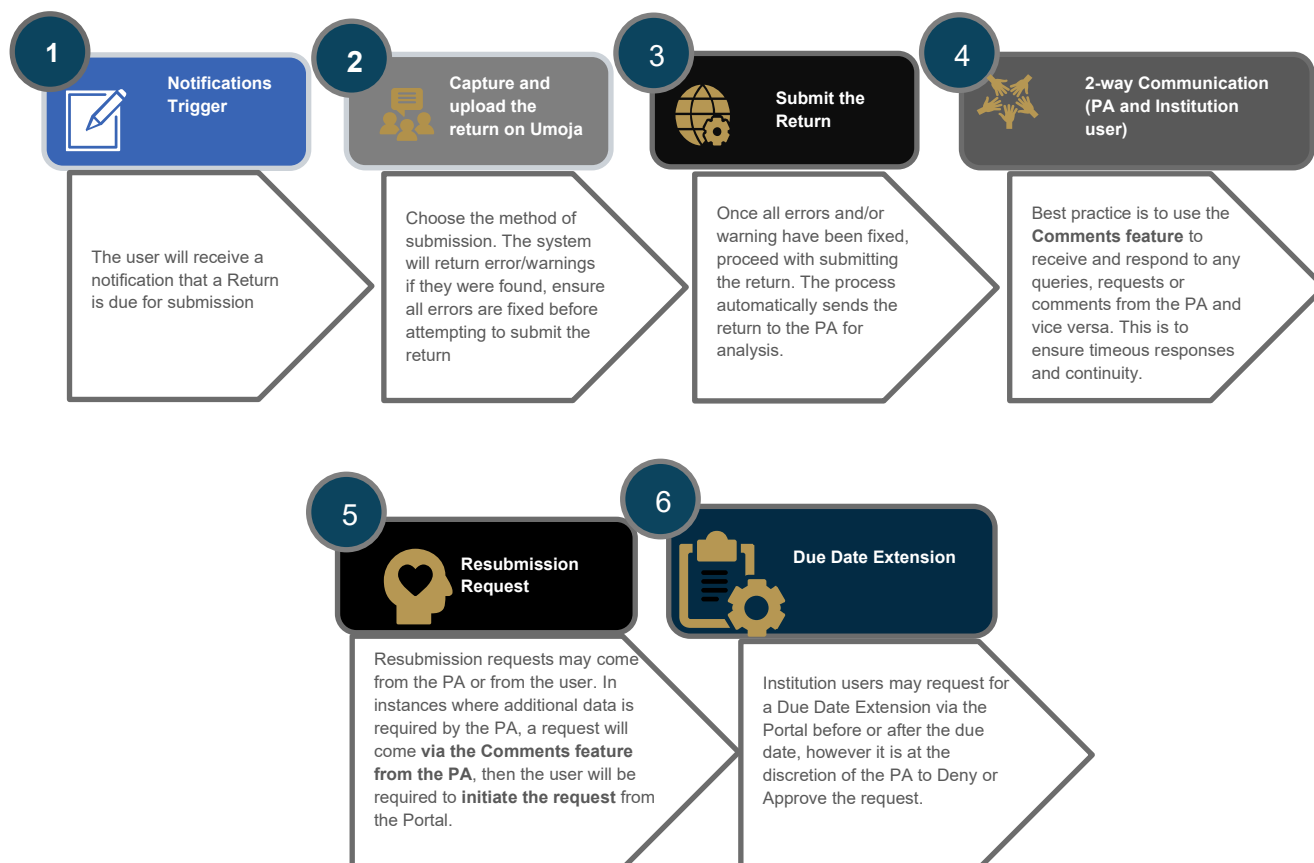 1
Notifications
Trigger
The user will receive a
notification that a Return
is due for submission
2
Capture and
upload the
return on Umoja
Choose the method of
submission. The system
will return error/warnings
if they were found, ensure
all errors are fixed before
attempting to submit the
return
3
Submit the
Return
Once all errors and/or
warning have been fixed,
proceed with submitting
the return. The process
automatically sends the
return to the PA for
analysis.
4
2-way Communication
(PA and Institution
user)
Best practice is to use the
Comments feature to
receive and respond to any
queries, requests or
comments from the PA and
vice versa. This is to
ensure timeous responses
and continuity.
5
Resubmission
Request
Resubmission requests may come
from the PA or from the user. In
instances where additional data is
required by the PA, a request will
come via the Comments feature
from the PA, then the user will be
required to initiate the request from
the Portal.
6
Due Date Extension
Institution users may request for
a Due Date Extension via the
Portal before or after the due
date, however it is at the
discretion of the PA to Deny or
Approve the request.